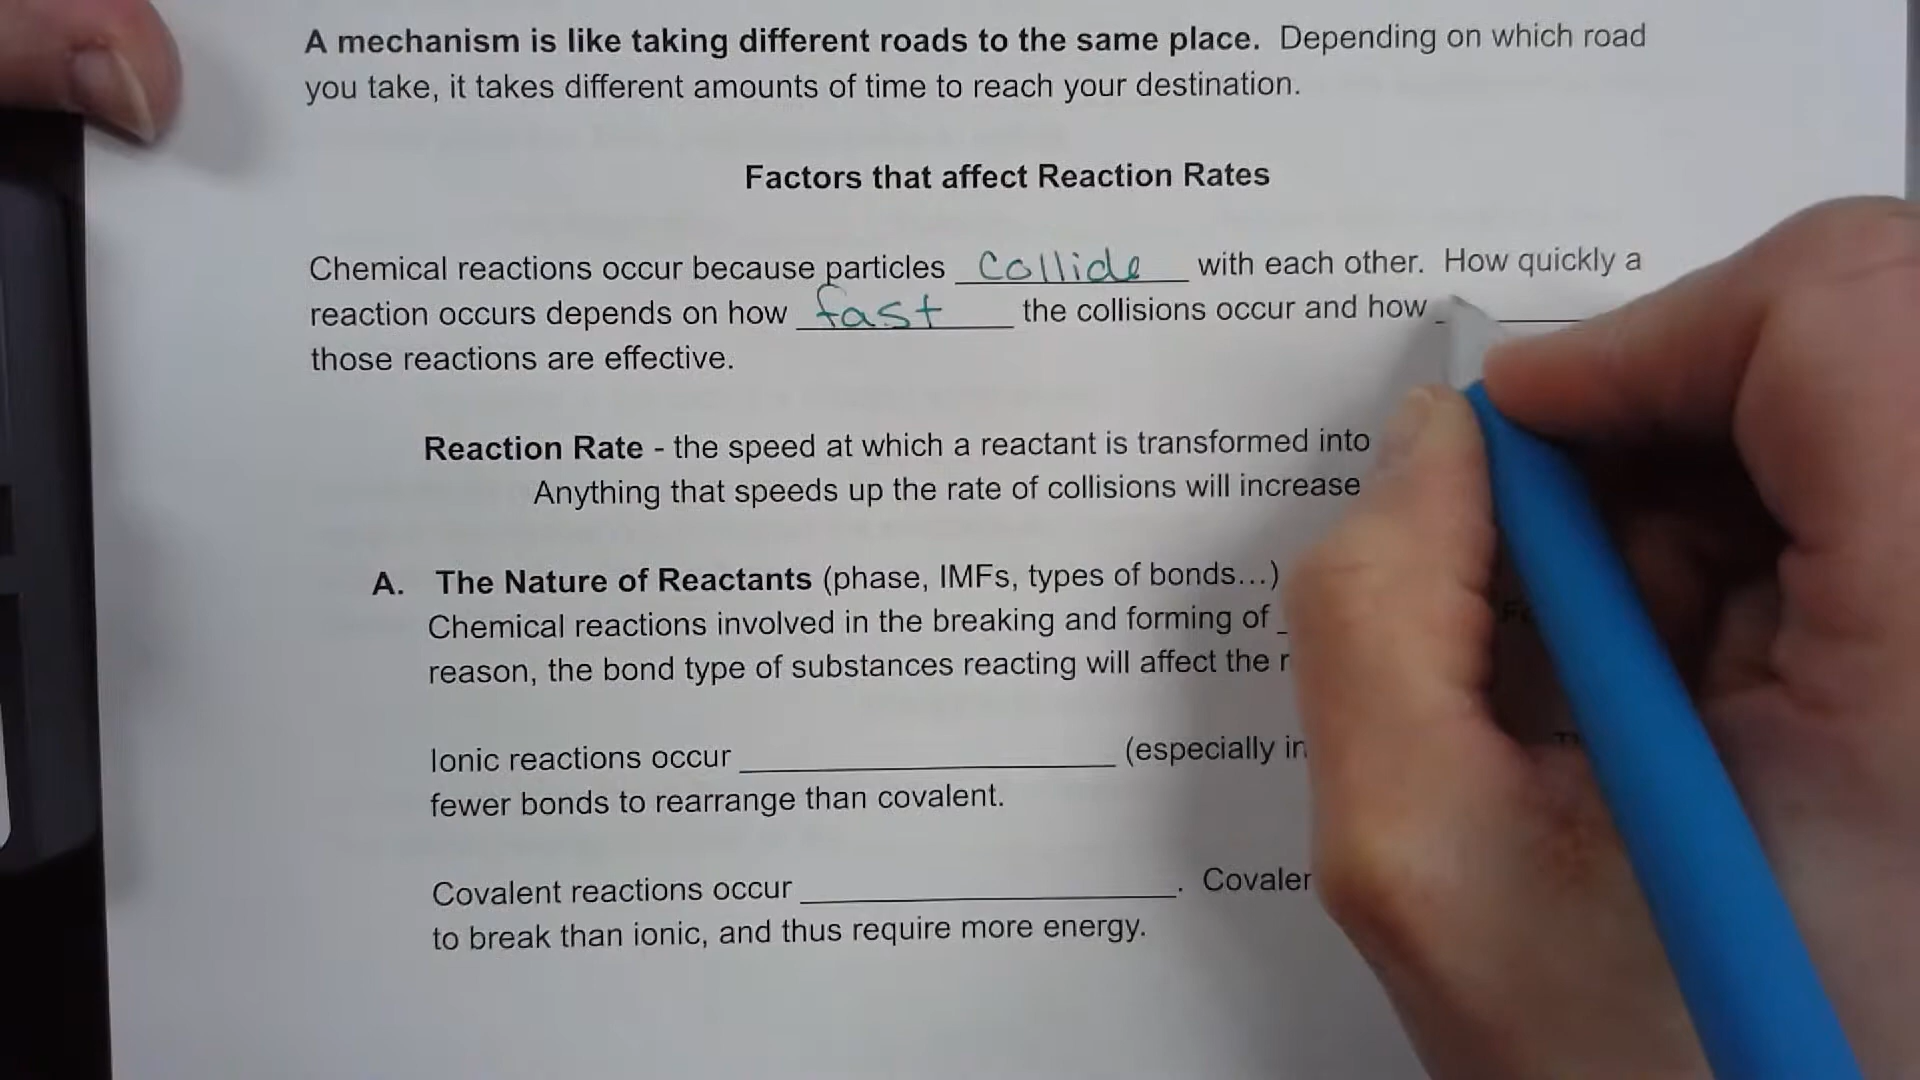 A mechanism is like taking different roads to the same place. Depending on which road
you take, it takes different amounts of time to reach your destination.
Factors that affect Reaction Rates
Chemical reactions occur because particles collide with each other. How quickly a
reaction occurs depends on how fast the collisions occur and how
those reactions are effective.
Reaction Rate - the speed at which a reactant is transformed into
Anything that speeds up the rate of collisions will increase
A. The Nature of Reactants (phase, IMFs, types of bonds...)
Chemical reactions involved in the breaking and forming of
reason, the bond type of substances reacting will affect the
Ionic reactions occur (especially in
fewer bonds to rearrange than covalent.
Covalent reactions occur . 
to break than ionic, and thus require more energy.